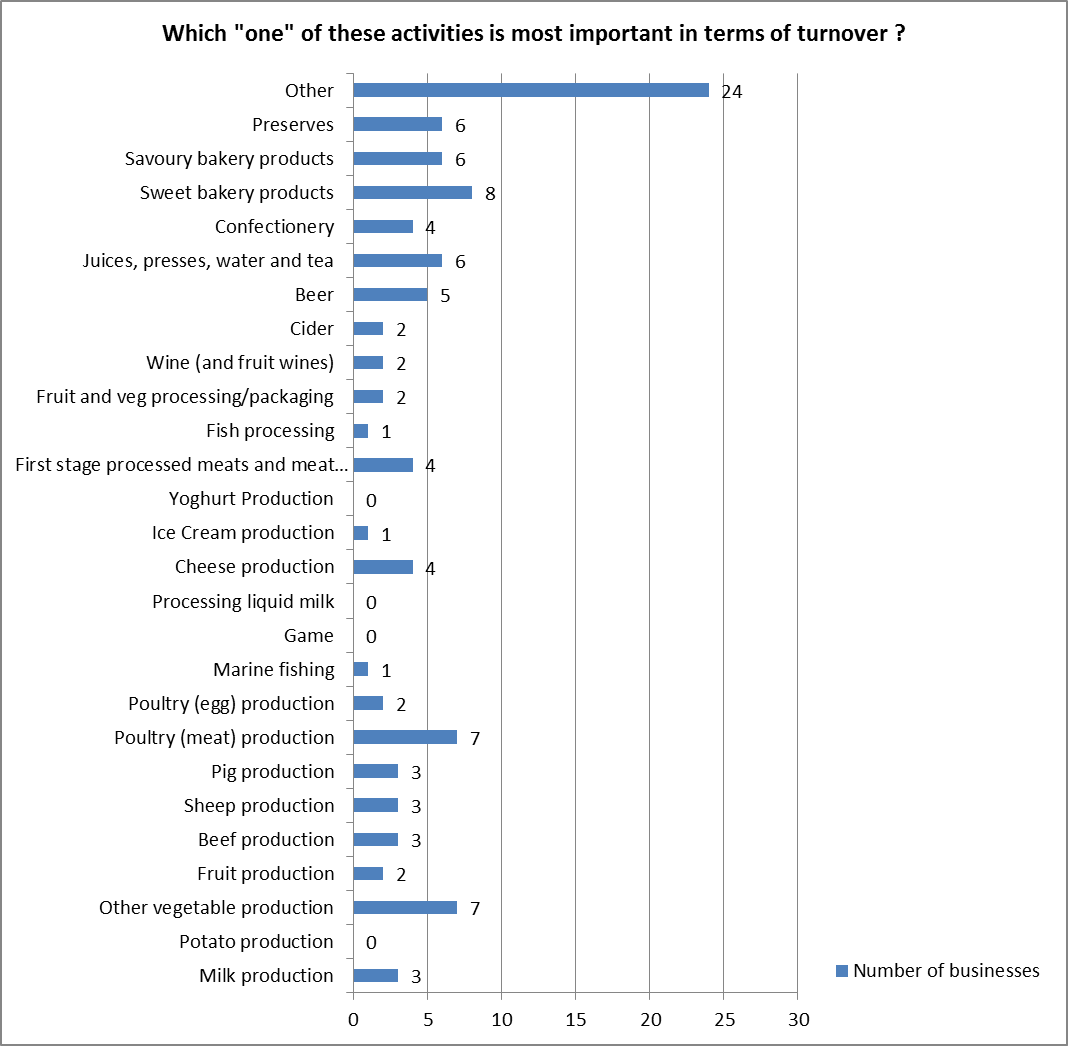 Which "one" of these activities is most important in terms of turnover ?
Other 24
Preserves 6
Savoury bakery products 6
Sweet bakery products 8
Confectionery 4
Juices, presses, water and tea 6
Beer 5
Cider 2
Wine (and fruit wines) 2
Fruit and veg processing/packaging 2
Fish processing 1
First stage processed meats and meat... 4
Yoghurt Production 0
Ice Cream production 1
Cheese production 4
Processing liquid milk 0
Game 0
Marine fishing 1
Poultry (egg) production 2
Poultry (meat) production 7
Pig production 3
Sheep production 3
Beef production 3
Fruit production 2
Other vegetable production 7
Potato production 0
Milk production 3
Number of businesses
0 5 10 15 20 25 30